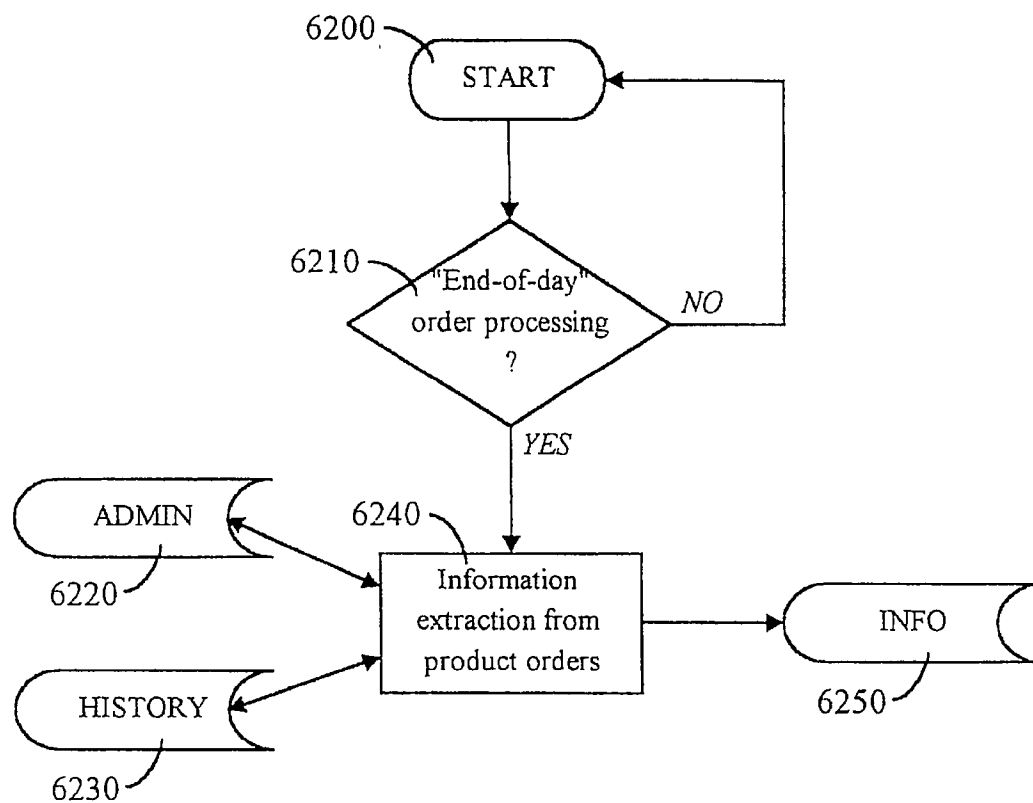 6200
START
6210
"End-of-day"
order processing
?
NO
YES
ADMIN
6220
6240
Information
extraction from
product orders
INFO
6250
HISTORY
6230